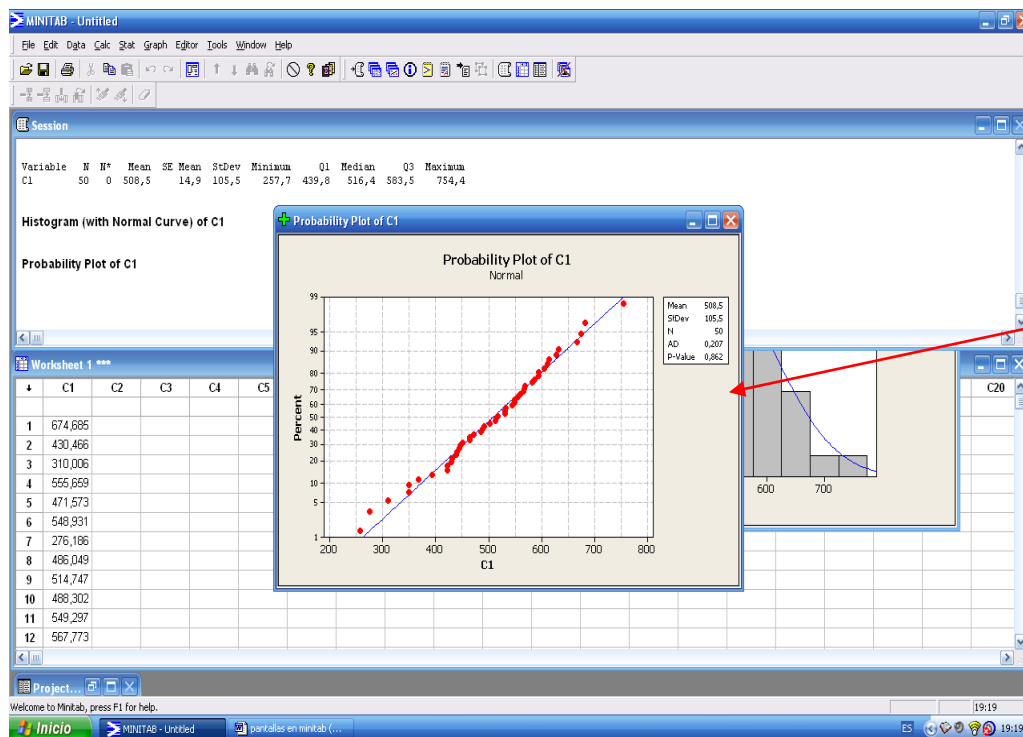 MINITAB - Untitled
File Edit Data Calc Stat Graph Editor Tools Window Help
Session
Variable N N* Mean SE Mean StDev Minimum Q1 Median Q3 Maximum
C1 50 0 508,5 14,9 105,5 257,7 439,8 516,4 583,5 754,4
Histogram (with Normal Curve) of C1
Probability Plot of C1
Probability Plot of C1
Probability Plot of C1
Normal
99
95
90
80
70
60
50
40
30
20
10
5
1
Percent
200 300 400 500 600 700 800
C1
Mean 508,5
StDev 105,5
N 50
AD 0,207
P-Value 0,862
600 700
Worksheet 1 ***
C1 C2 C3 C4 C5 C20
1 674,685
2 430,466
3 310,006
4 555,659
5 471,573
6 548,931
7 276,186
8 486,049
9 514,747
10 488,302
11 549,297
12 567,773
Project...
Welcome to Minitab, press F1 for help.
19:19
Inicio
MINITAB - Untitled
pantallas en minitab (...
ES
19:19